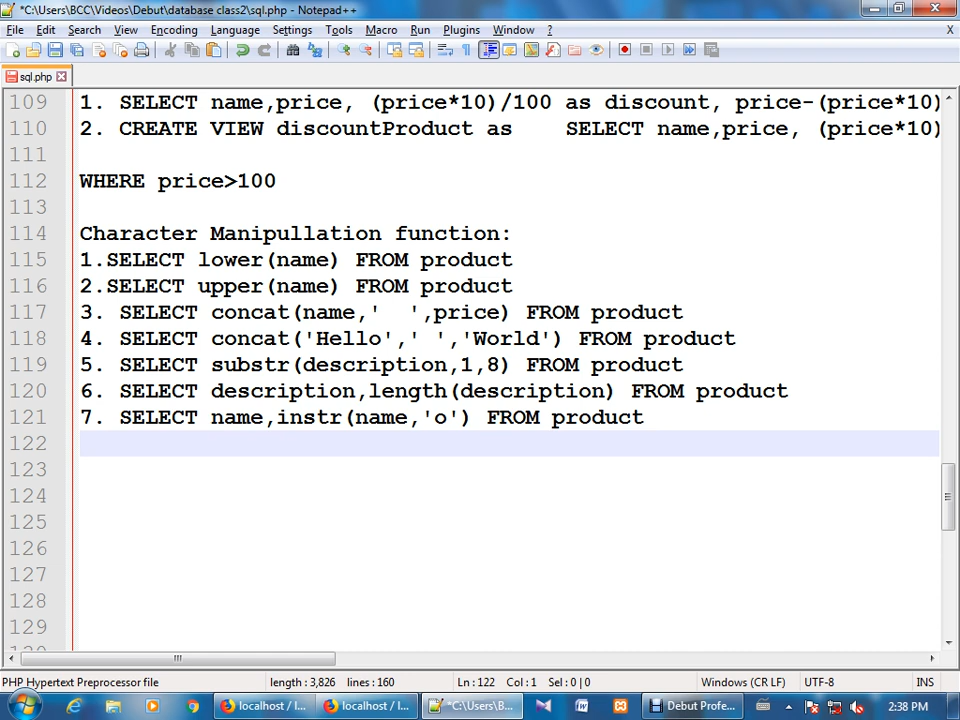 *C:\Users\BCC\Videos\Debut\database class2\sql.php - Notepad++
File Edit Search View Encoding Language Settings Tools Macro Run Plugins Window ? X
sql.php
109 1. SELECT name,price, (price*10)/100 as discount, price-(price*10)
110 2. CREATE VIEW discountProduct as    SELECT name,price, (price*10)
111
112 WHERE price>100
113
114 Character Manipullation function:
115 1.SELECT lower(name) FROM product
116 2.SELECT upper(name) FROM product
117 3. SELECT concat(name,'  ',price) FROM product
118 4. SELECT concat('Hello',' ','World') FROM product
119 5. SELECT substr(description,1,8) FROM product
120 6. SELECT description,length(description) FROM product
121 7. SELECT name,instr(name,'o') FROM product
122
123
124
125
126
127
128
129
PHP Hypertext Preprocessor file length : 3,826 lines : 160 Ln : 122 Col : 1 Sel : 0 | 0 Windows (CR LF) UTF-8 INS
localhost / l... localhost / l... *C:\Users\B... Debut Profe... 2:38 PM